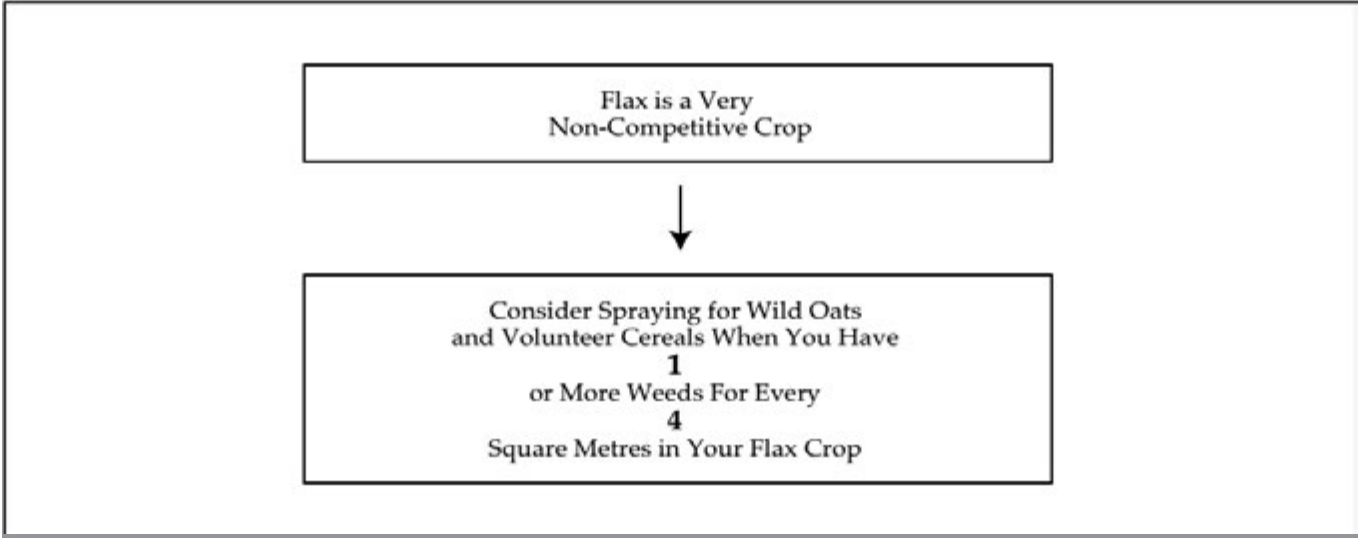 Flax is a Very
Non-Competitive Crop
Consider Spraying for Wild Oats
and Volunteer Cereals When You Have
1
or More Weeds For Every
4
Square Metres in Your Flax Crop